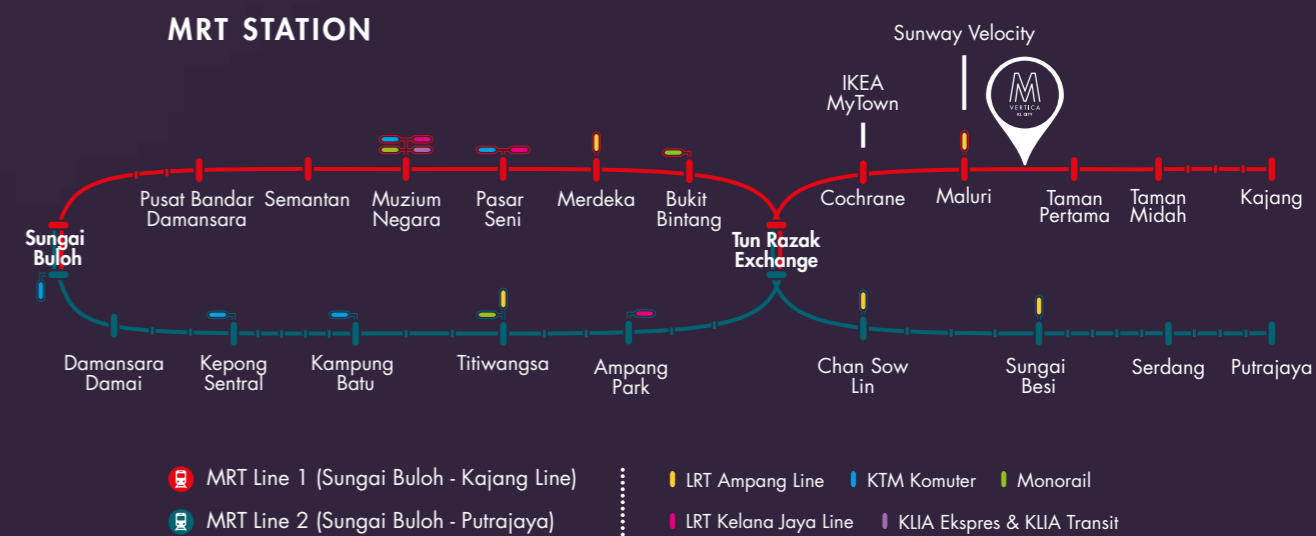 MRT STATION
Sunway Velocity
IKEA
MyTown
M
VERTICA
KL CITY
Pusat Bandar
Damansara
Semantan
Muzium
Negara
Pasar
Seni
Merdeka
Bukit
Bintang
Cochrane
Maluri
Taman
Pertama
Taman
Midah
Kajang
Sungai
Buloh
Tun Razak
Exchange
Damansara
Damai
Kepong
Sentral
Kampung
Batu
Titiwangsa
Ampang
Park
Chan Sow
Lin
Sungai
Besi
Serdang
Putrajaya
MRT Line 1 (Sungai Buloh - Kajang Line)
MRT Line 2 (Sungai Buloh - Putrajaya)
LRT Ampang Line
KTM Komuter
Monorail
LRT Kelana Jaya Line
KLIA Ekspres & KLIA Transit